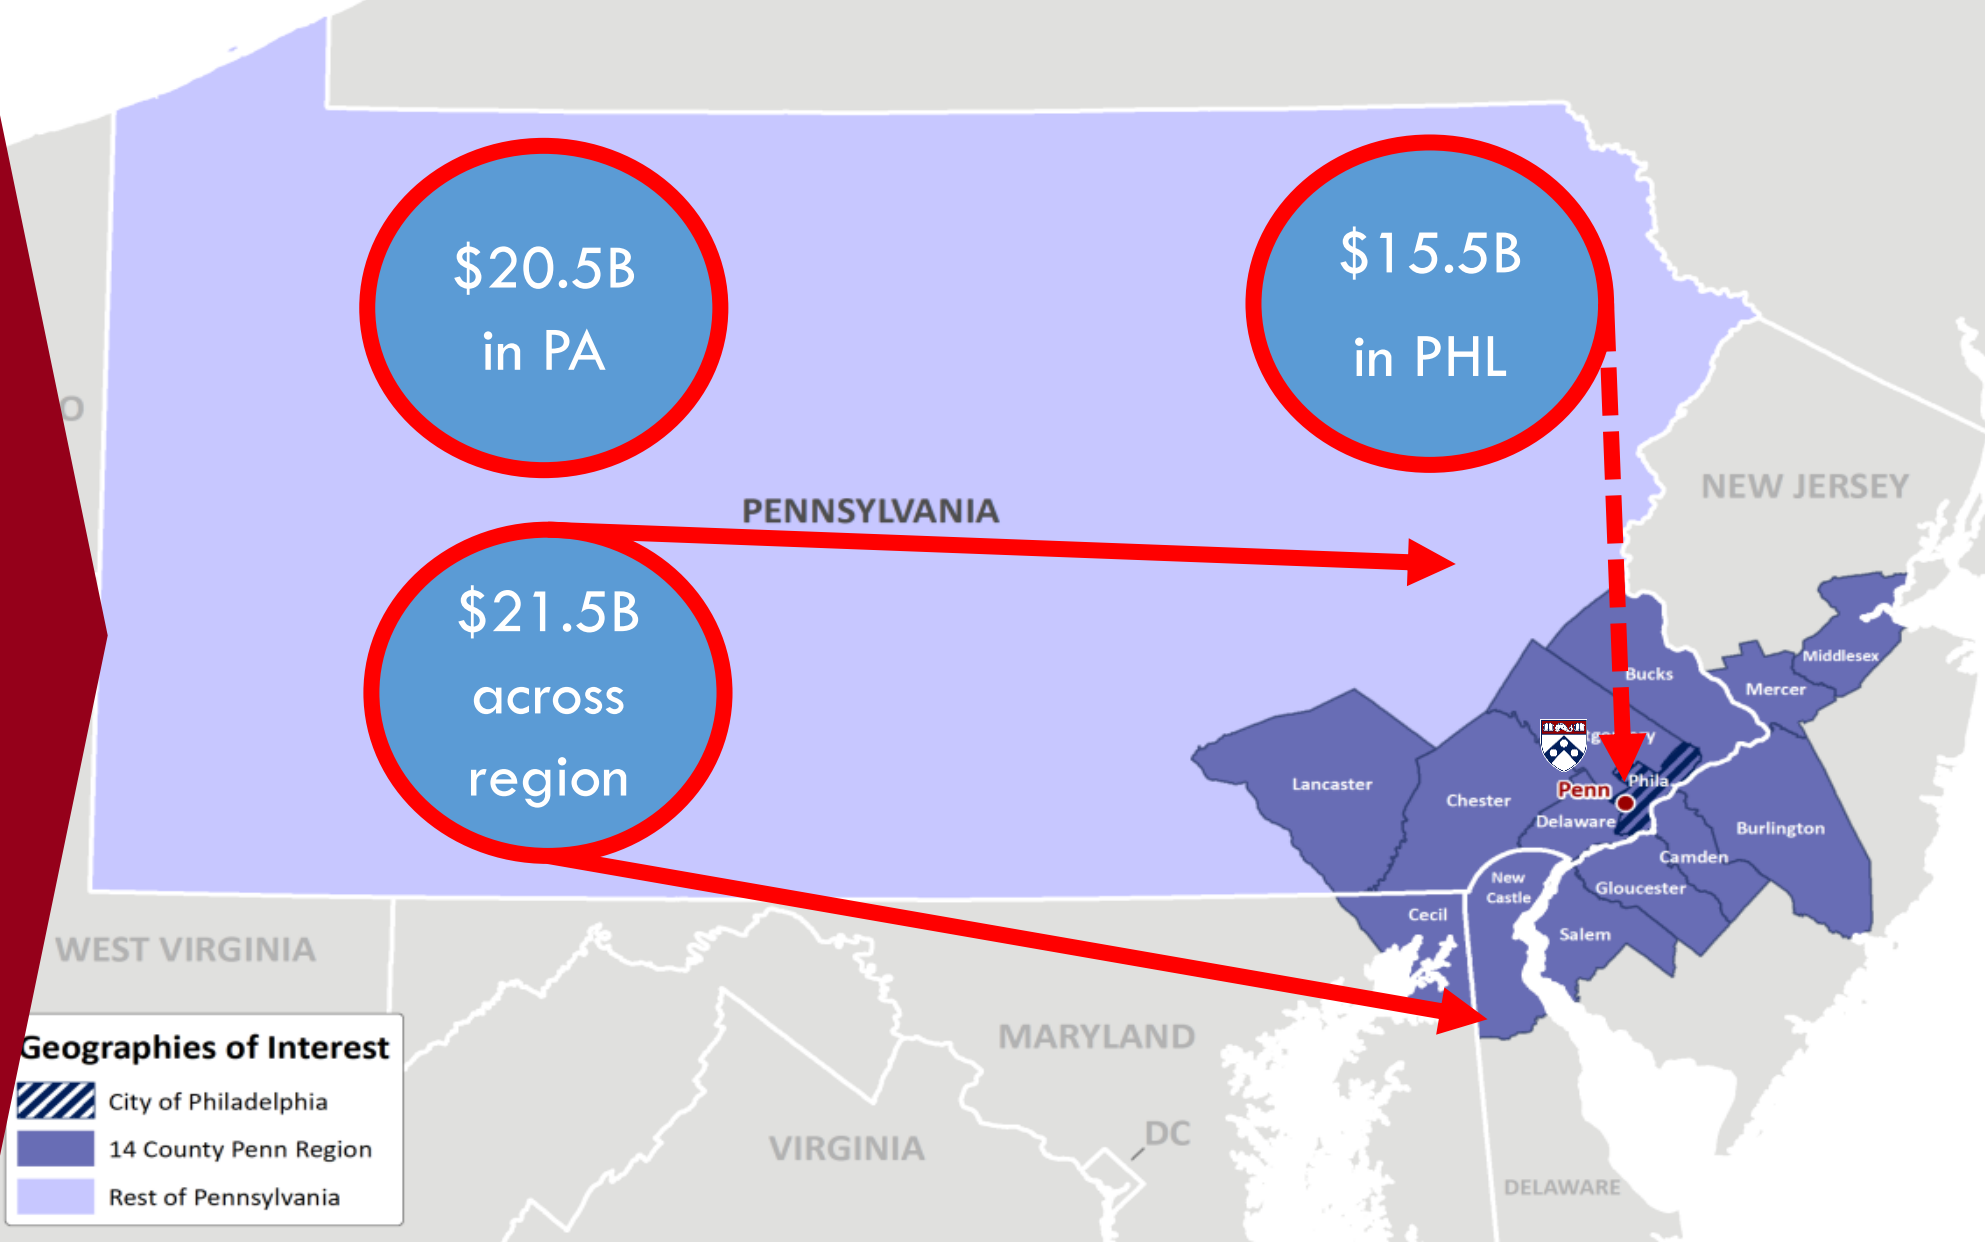 $20.5B
in PA
$15.5B
in PHL
PENNSYLVANIA
NEW JERSEY
$21.5B
across
region
Bucks
Middlesex
Mercer
Lancaster
Chester
Penn
Phila
Delaware
Burlington
Camden
New
Castle
Gloucester
Cecil
Salem
WEST VIRGINIA
MARYLAND
VIRGINIA
DC
DELAWARE
Geographies of Interest
City of Philadelphia
14 County Penn Region
Rest of Pennsylvania